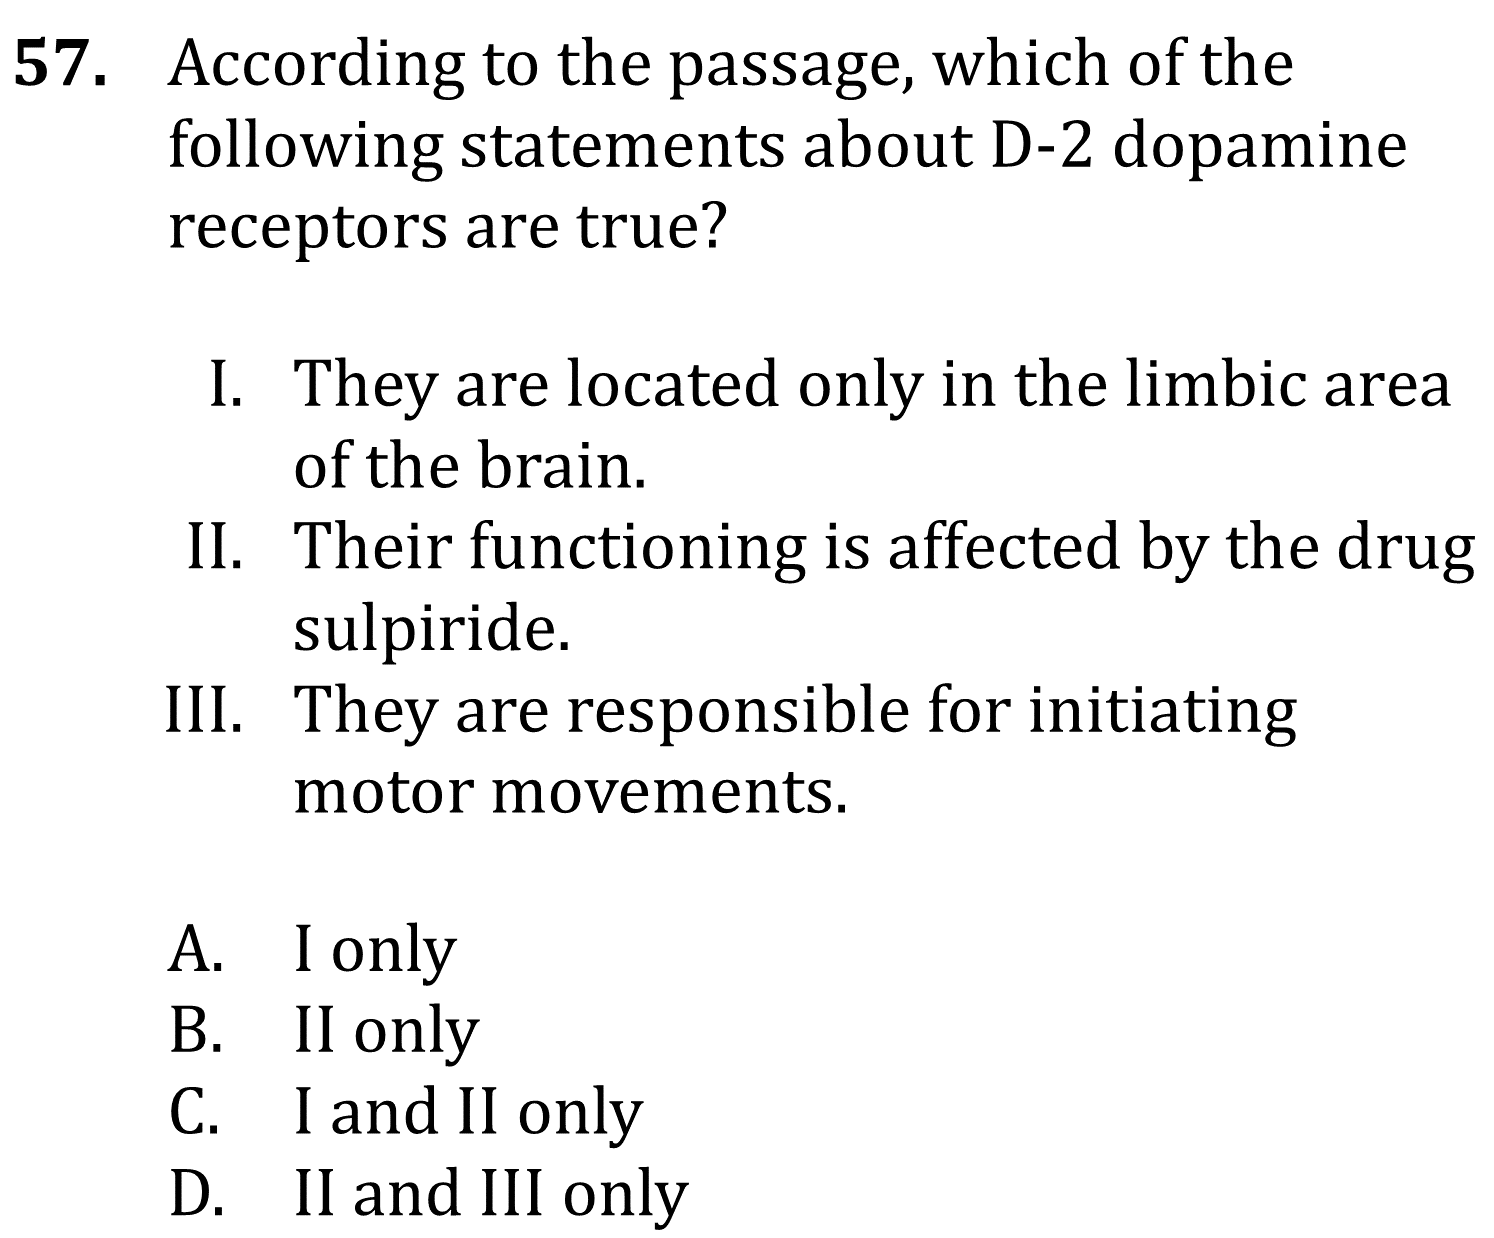 57. According to the passage, which of the
following statements about D-2 dopamine
receptors are true?
I. They are located only in the limbic area
of the brain.
II. Their functioning is affected by the drug
sulpiride.
III. They are responsible for initiating
motor movements.
A. I only
B. II only
C. I and II only
D. II and III only